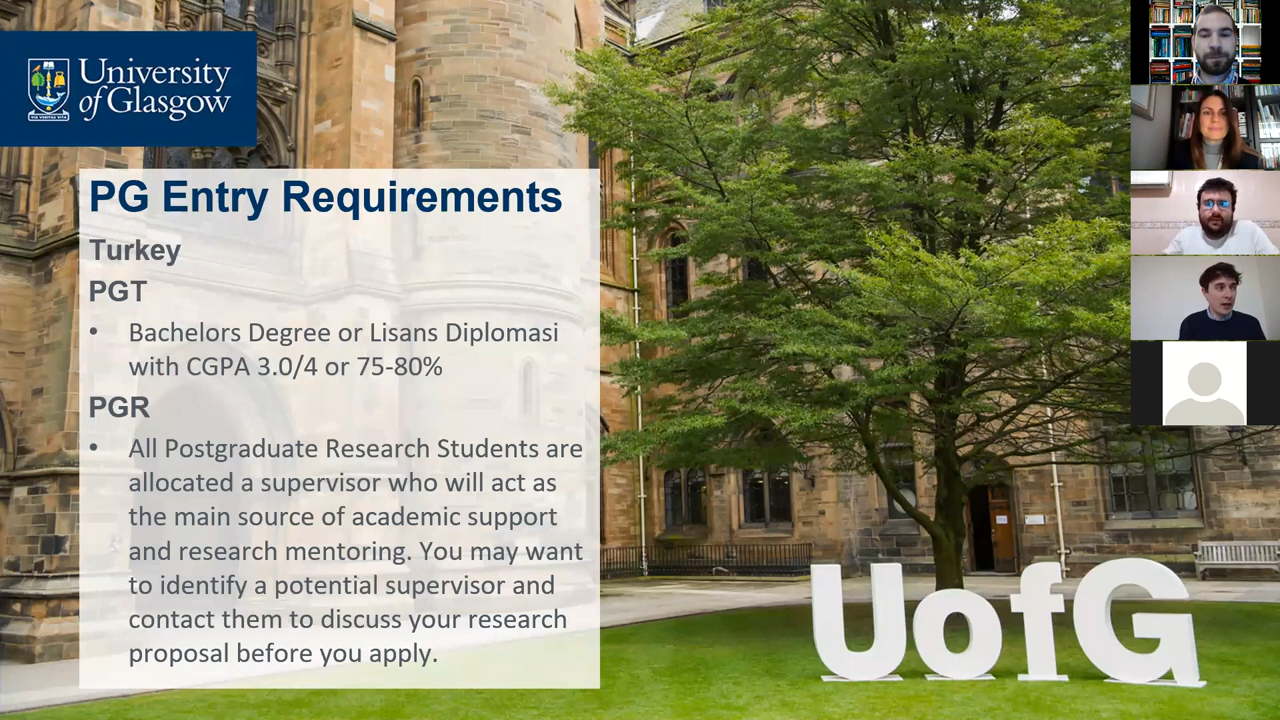 University
of Glasgow
VIA VERITAS VITA
PG Entry Requirements
Turkey
PGT
• Bachelors Degree or Lisans Diplomasi
with CGPA 3.0/4 or 75-80%
PGR
• All Postgraduate Research Students are
allocated a supervisor who will act as
the main source of academic support
and research mentoring. You may want
to identify a potential supervisor and
contact them to discuss your research
proposal before you apply.
UofG